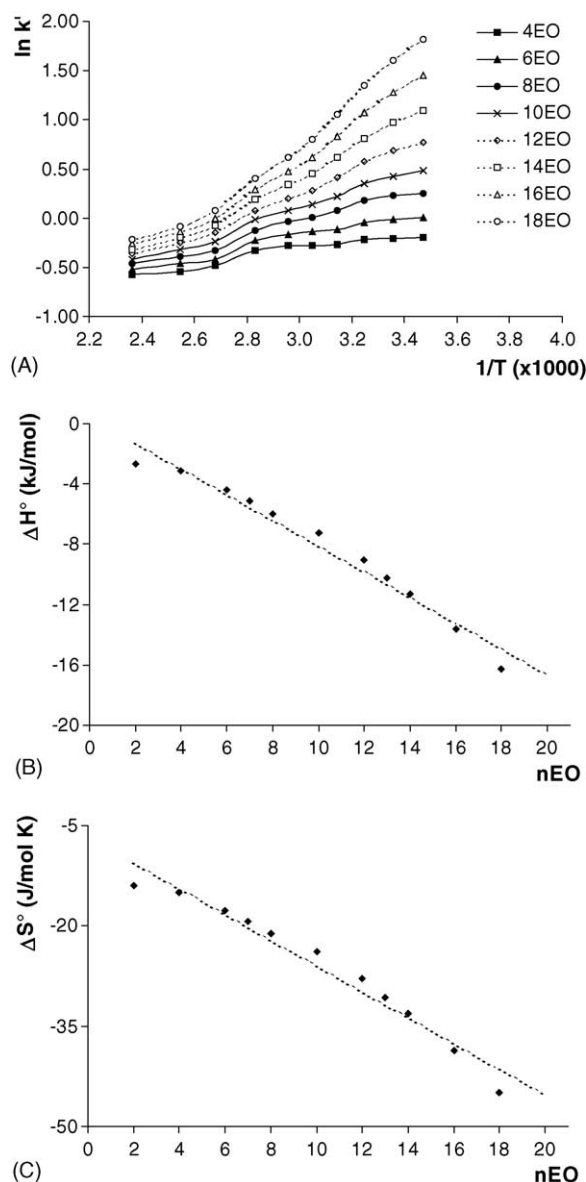 ln k'
2.00
1.50
1.00
0.50
0.00
-0.50
-1.00
2.2 2.4 2.6 2.8 3.0 3.2 3.4 3.6 3.8 4.0
1/T (x1000)
4EO
6EO
8EO
10EO
12EO
14EO
16EO
18EO
(A)
ΔH° (kJ/mol)
0
-4
-8
-12
-16
-20
0 2 4 6 8 10 12 14 16 18 20
nEO
(B)
ΔS° (J/mol K)
-5
-20
-35
-50
0 2 4 6 8 10 12 14 16 18 20
nEO
(C)